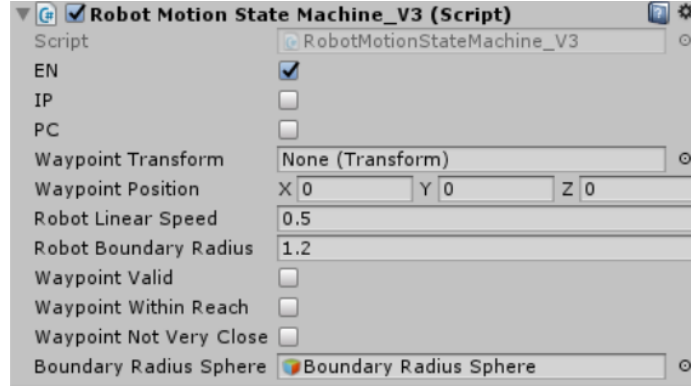 Robot Motion State Machine_V3 (Script)
Script RobotMotionStateMachine_V3
EN
IP
PC
Waypoint Transform None (Transform)
Waypoint Position X 0 Y 0 Z 0
Robot Linear Speed 0.5
Robot Boundary Radius 1.2
Waypoint Valid
Waypoint Within Reach
Waypoint Not Very Close
Boundary Radius Sphere Boundary Radius Sphere